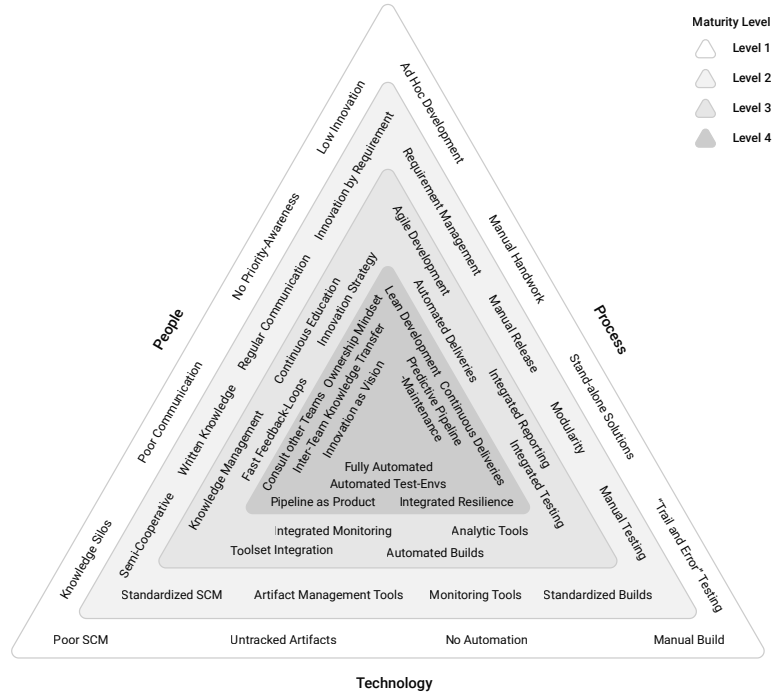 Maturity Level
Level 1
Level 2
Level 3
Level 4
People
Low Innovation
No Priority-Awareness
Poor Communication
Knowledge Silos
Innovation by Requirement
Regular Communication
Written Knowledge
Semi-Cooperative
Innovation Strategy
Continuous Education
Fast Feedback-Loops
Knowledge Management
Ownership Mindset
Consult other Teams
Inter-Team Knowledge Transfer
Innovation as Vision
Process
Ad Hoc Development
Manual Handwork
Stand-alone Solutions
"Trail and Error" Testing
Requirement Management
Manual Release
Modularity
Manual Testing
Agile Development
Automated Deliveries
Integrated Reporting
Integrated Testing
Lean Development
Continuous Deliveries
Predictive Pipeline
-Maintenance
Fully Automated
Automated Test-Envs
Pipeline as Product
Integrated Resilience
Integrated Monitoring
Analytic Tools
Toolset Integration
Automated Builds
Standardized SCM
Artifact Management Tools
Monitoring Tools
Standardized Builds
Poor SCM
Untracked Artifacts
No Automation
Manual Build
Technology